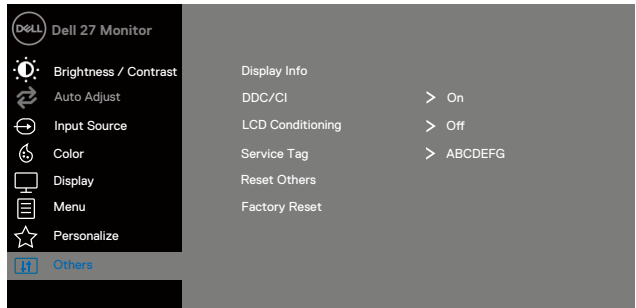 DELL Dell 27 Monitor
Brightness / Contrast
Auto Adjust
Input Source
Color
Display
Menu
Personalize
Others
Display Info
DDC/CI > On
LCD Conditioning > Off
Service Tag > ABCDEFG
Reset Others
Factory Reset